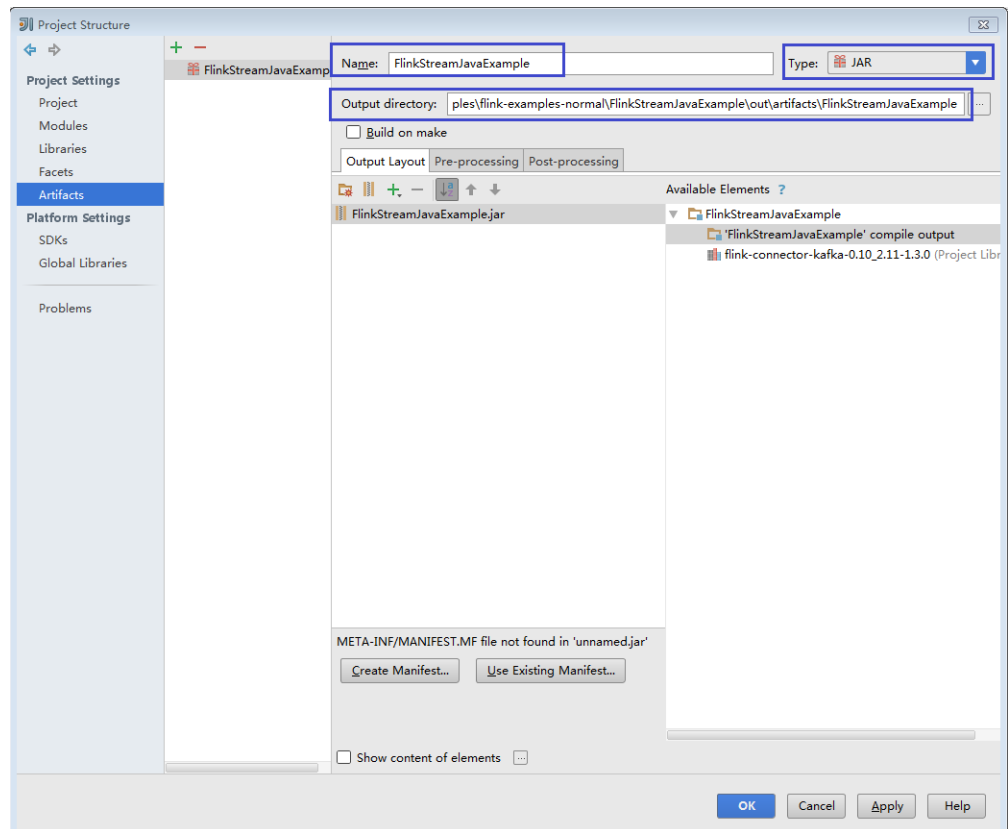 Project Structure
Project Settings
Project
Modules
Libraries
Facets
Artifacts
Platform Settings
SDKs
Global Libraries
Problems
FlinkStreamJavaExamp
Name: FlinkStreamJavaExample
Type: JAR
Output directory: ples\flink-examples-normal\FlinkStreamJavaExample\out\artifacts\FlinkStreamJavaExample ...
Build on make
Output Layout Pre-processing Post-processing
Available Elements ?
FlinkStreamJavaExample.jar
FlinkStreamJavaExample
'FlinkStreamJavaExample' compile output
flink-connector-kafka-0.10_2.11-1.3.0 (Project Libr
META-INF/MANIFEST.MF file not found in 'unnamed.jar'
Create Manifest... Use Existing Manifest...
Show content of elements ...
OK Cancel Apply Help